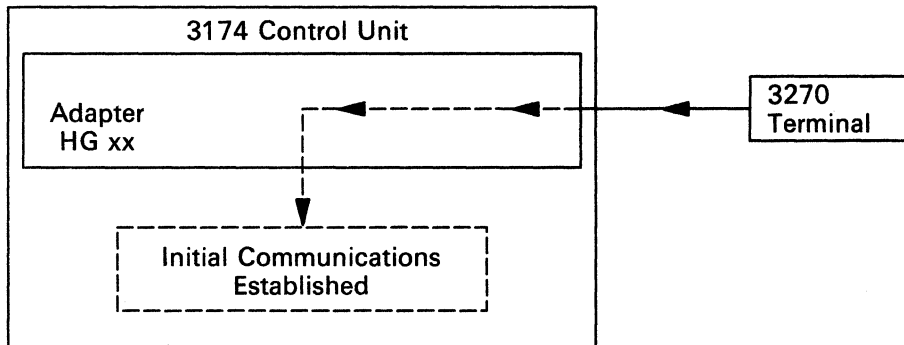 3174 Control Unit
Adapter
HG xx
3270
Terminal
Initial Communications
Established